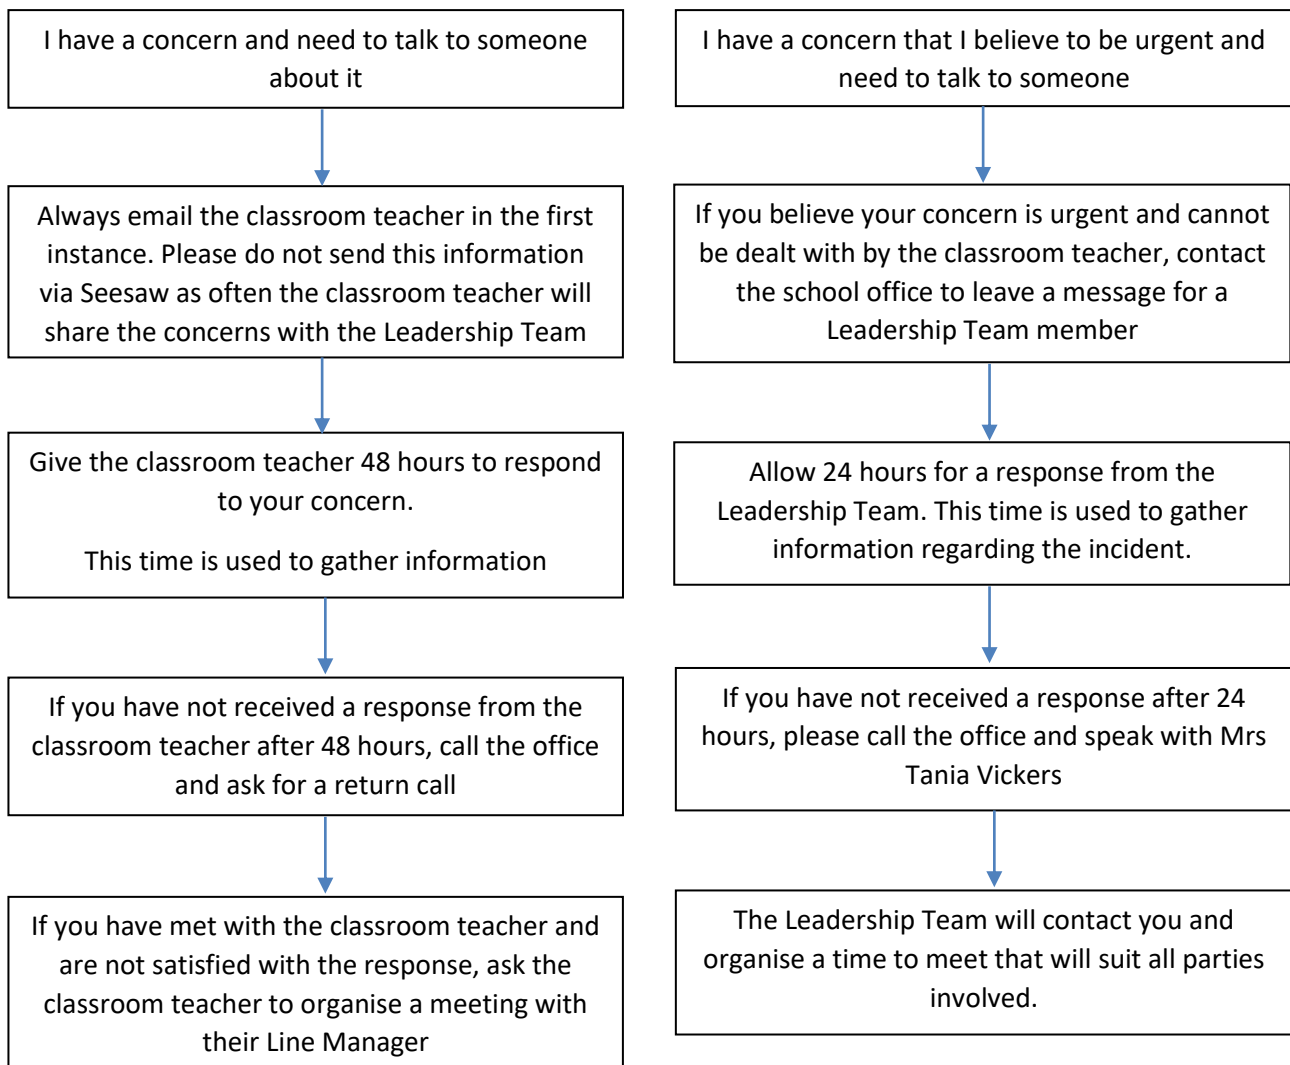 I have a concern and need to talk to someone
about it
Always email the classroom teacher in the first
instance. Please do not send this information
via Seesaw as often the classroom teacher will
share the concerns with the Leadership Team
Give the classroom teacher 48 hours to respond
to your concern.
This time is used to gather information
If you have not received a response from the
classroom teacher after 48 hours, call the office
and ask for a return call
If you have met with the classroom teacher and
are not satisfied with the response, ask the
classroom teacher to organise a meeting with
their Line Manager
I have a concern that I believe to be urgent and
need to talk to someone
If you believe your concern is urgent and cannot
be dealt with by the classroom teacher, contact
the school office to leave a message for a
Leadership Team member
Allow 24 hours for a response from the
Leadership Team. This time is used to gather
information regarding the incident.
If you have not received a response after 24
hours, please call the office and speak with Mrs
Tania Vickers
The Leadership Team will contact you and
organise a time to meet that will suit all parties
involved.